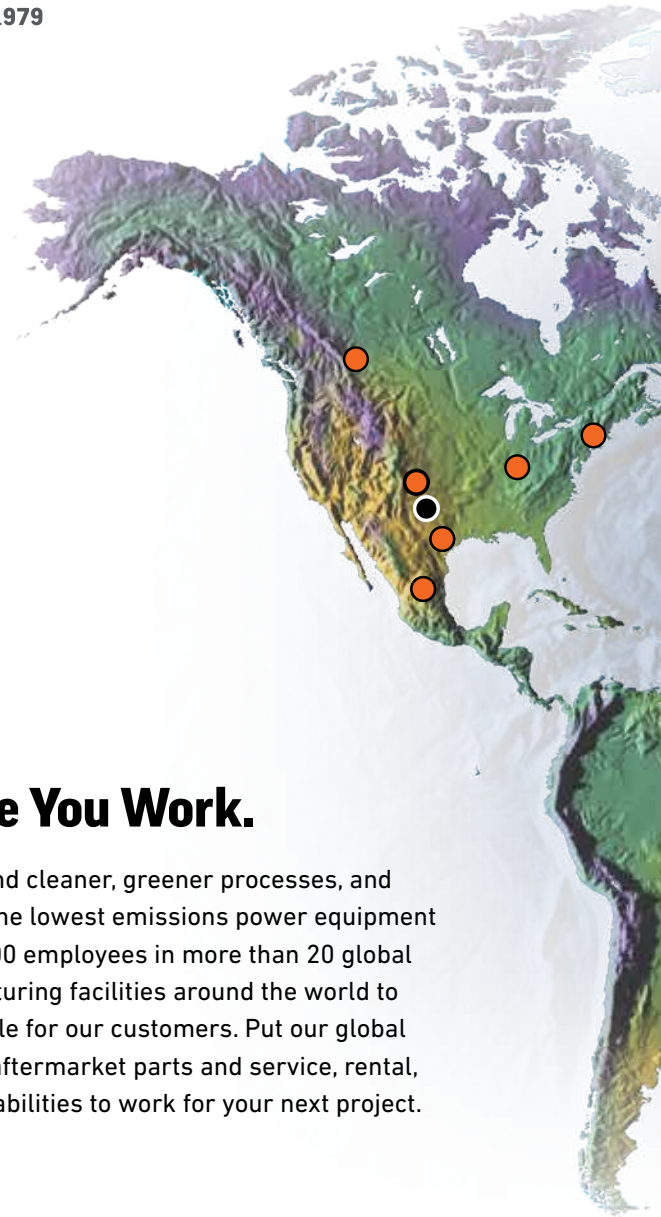 1979
e You Work.
nd cleaner, greener processes, and
he lowest emissions power equipment
00 employees in more than 20 global
turing facilities around the world to
le for our customers. Put our global
aftermarket parts and service, rental,
abilities to work for your next project.